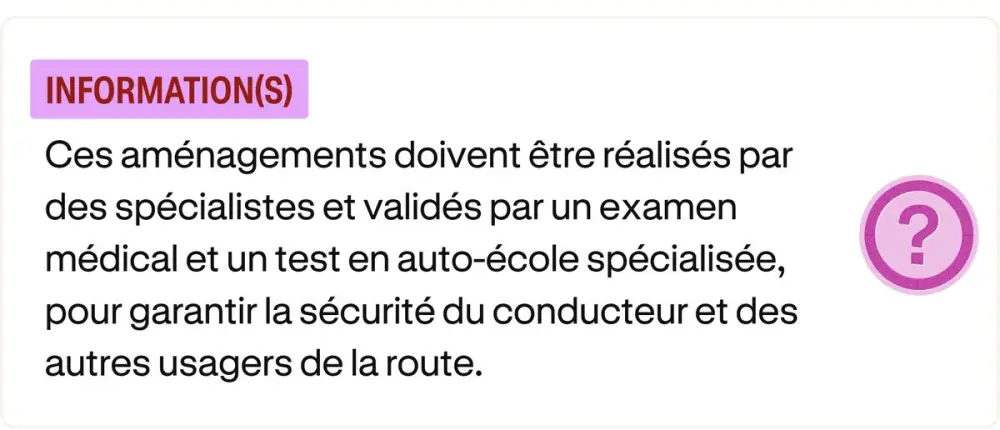 INFORMATION(S)
Ces aménagements doivent être réalisés par
des spécialistes et validés par un examen
médical et un test en auto-école spécialisée,
pour garantir la sécurité du conducteur et des
autres usagers de la route.
?